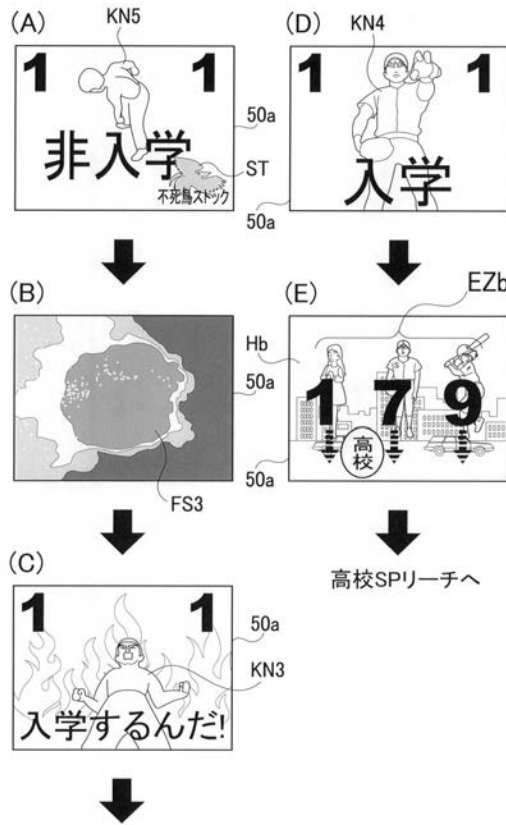 (A)
KN5
1 1
50a
非入学
ST
不死鳥ストック
(B)
50a
FS3
(C)
1 1
50a
KN3
入学するんだ!
(D)
KN4
1 1
入学
50a
(E)
EZb
Hb
1 7 9
高校
50a
高校SPリーチへ